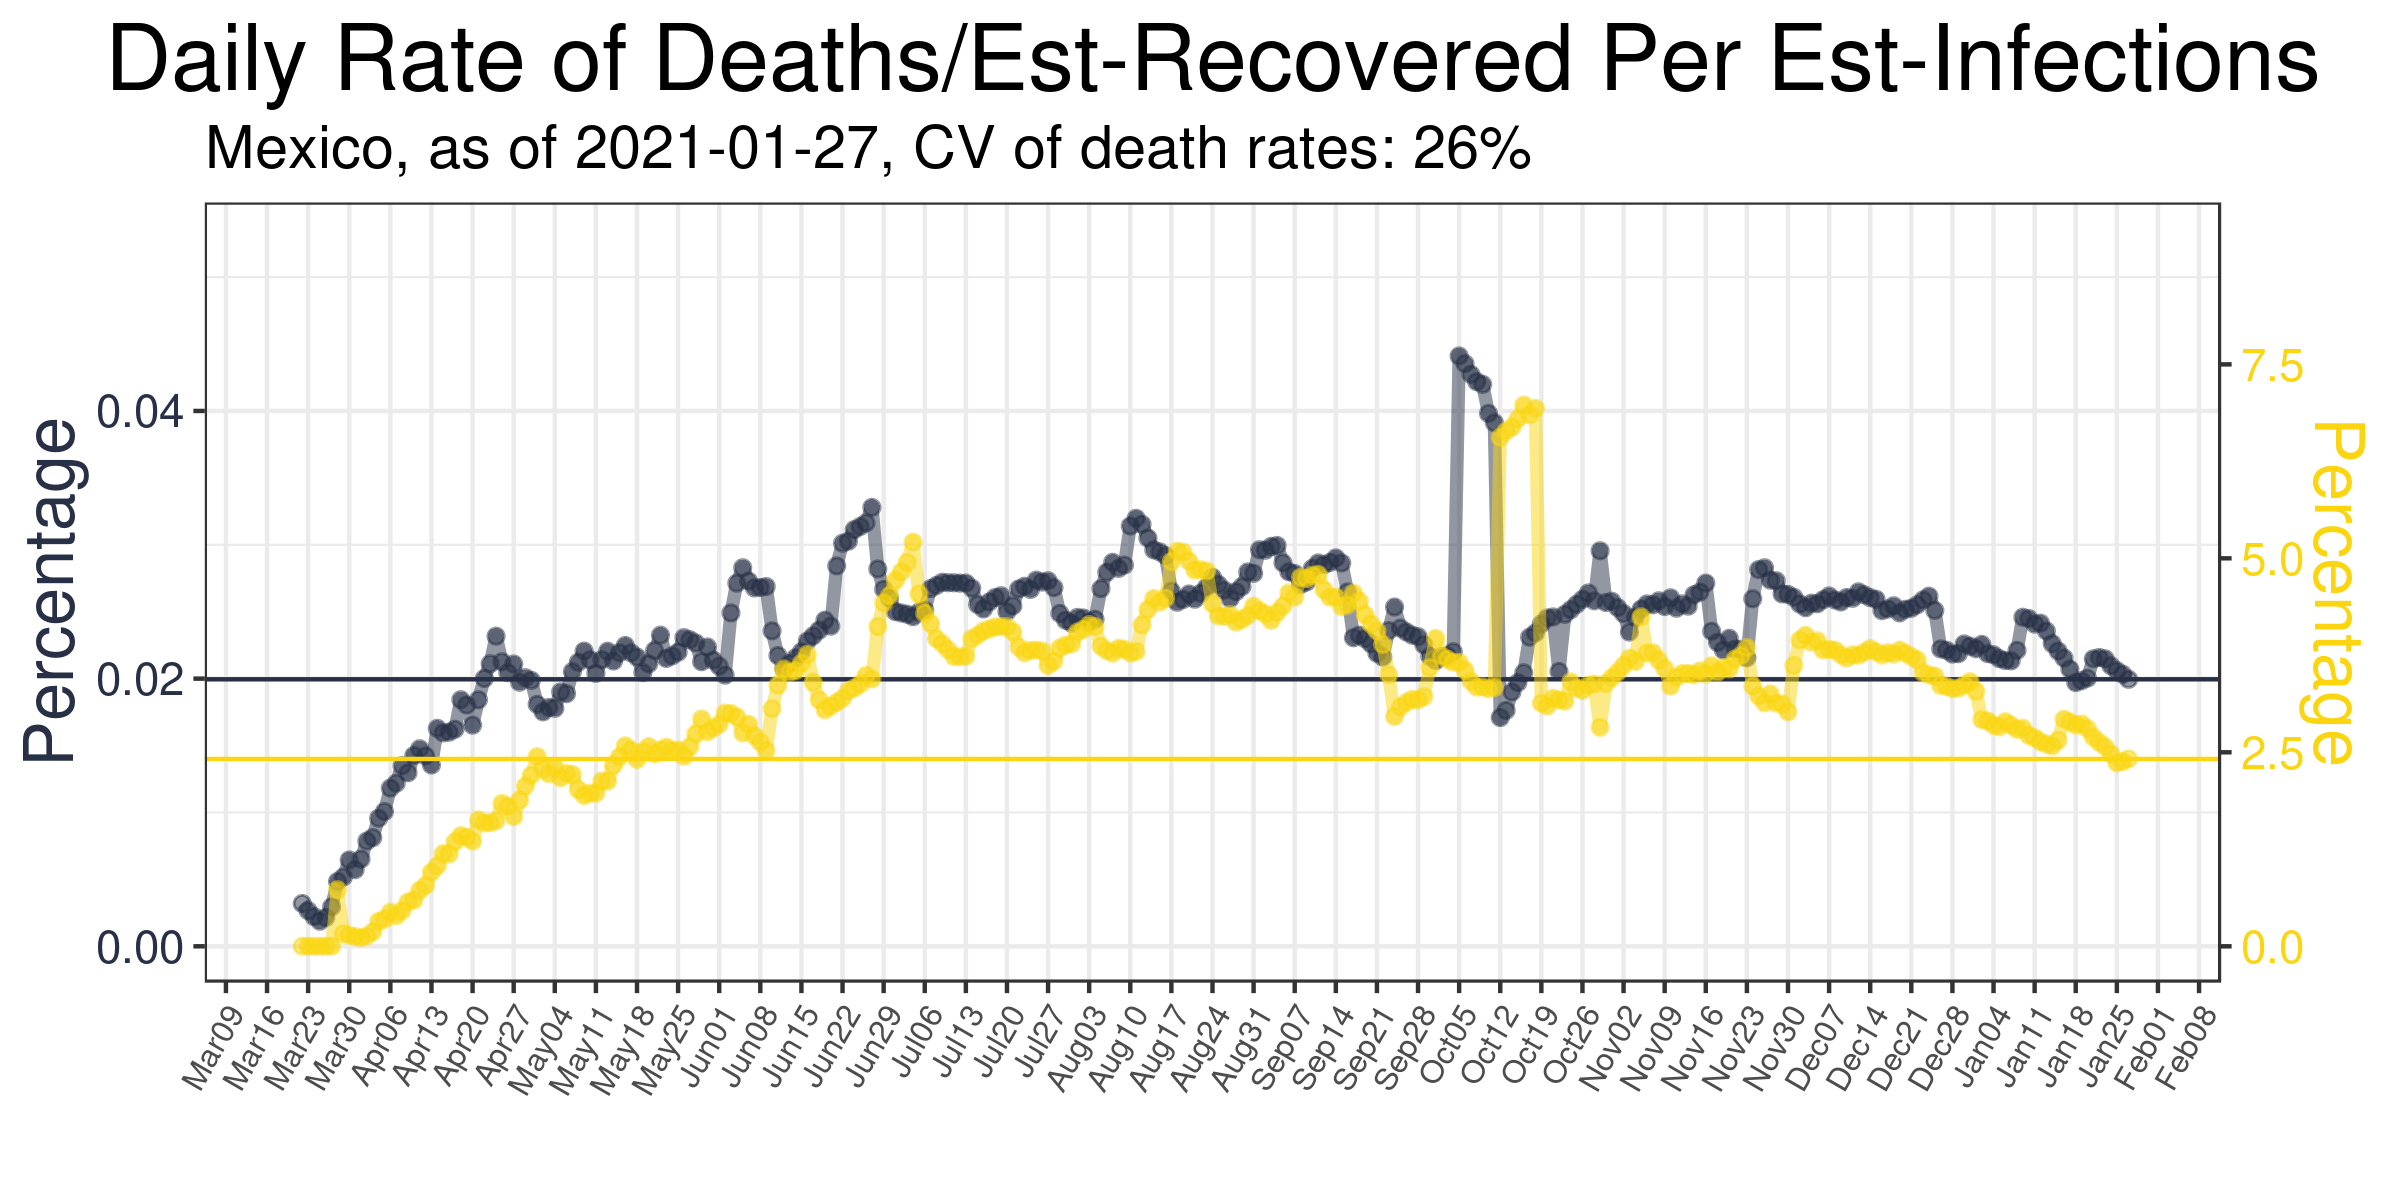 Daily Rate of Deaths/Est-Recovered Per Est-Infections
Mexico, as of 2021-01-27, CV of death rates: 26%
Percentage
0.04
0.02
0.00
7.5
5.0
2.5
0.0
Percentage
Mar09 Mar16 Mar23 Mar30 Apr06 Apr13 Apr20 Apr27 May04 May11 May18 May25 Jun01 Jun08 Jun15 Jun22 Jun29 Jul06 Jul13 Jul20 Jul27 Aug03 Aug10 Aug17 Aug24 Aug31 Sep07 Sep14 Sep21 Sep28 Oct05 Oct12 Oct19 Oct26 Nov02 Nov09 Nov16 Nov23 Nov30 Dec07 Dec14 Dec21 Dec28 Jan04 Jan11 Jan18 Jan25 Feb01 Feb08